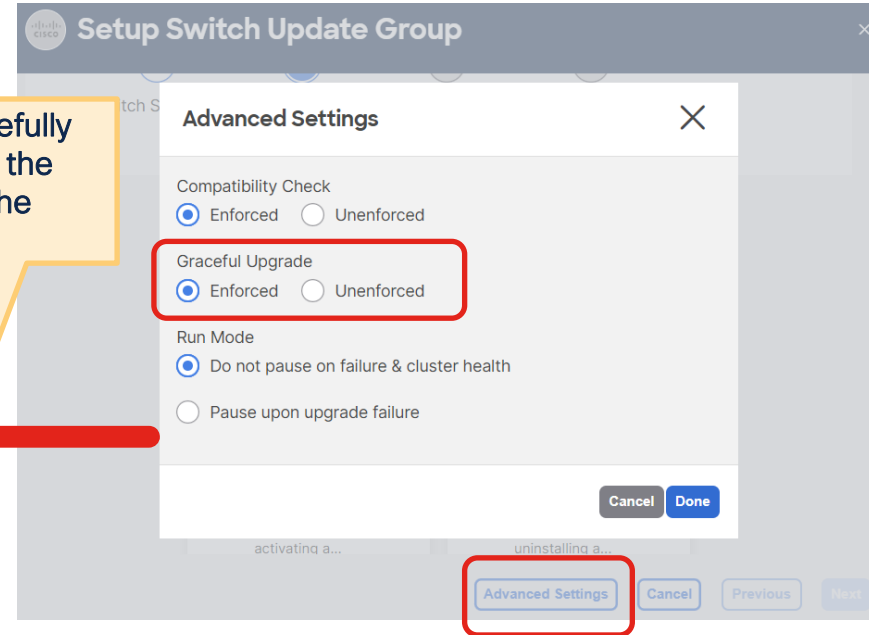 CISCO
Setup Switch Update Group
efully
the
he
Advanced Settings
Compatibility Check
Enforced Unenforced
Graceful Upgrade
Enforced Unenforced
Run Mode
Do not pause on failure & cluster health
Pause upon upgrade failure
Cancel Done
activating a... uninstalling a...
Advanced Settings Cancel Previous Next